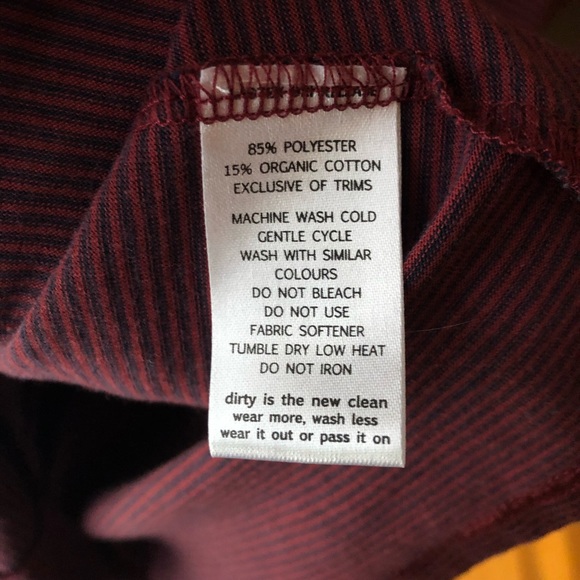 85% POLYESTER
15% ORGANIC COTTON
EXCLUSIVE OF TRIMS
MACHINE WASH COLD
GENTLE CYCLE
WASH WITH SIMILAR
COLOURS
DO NOT BLEACH
DO NOT USE
FABRIC SOFTENER
TUMBLE DRY LOW HEAT
DO NOT IRON
dirty is the new clean
wear more, wash less
wear it out or pass it on